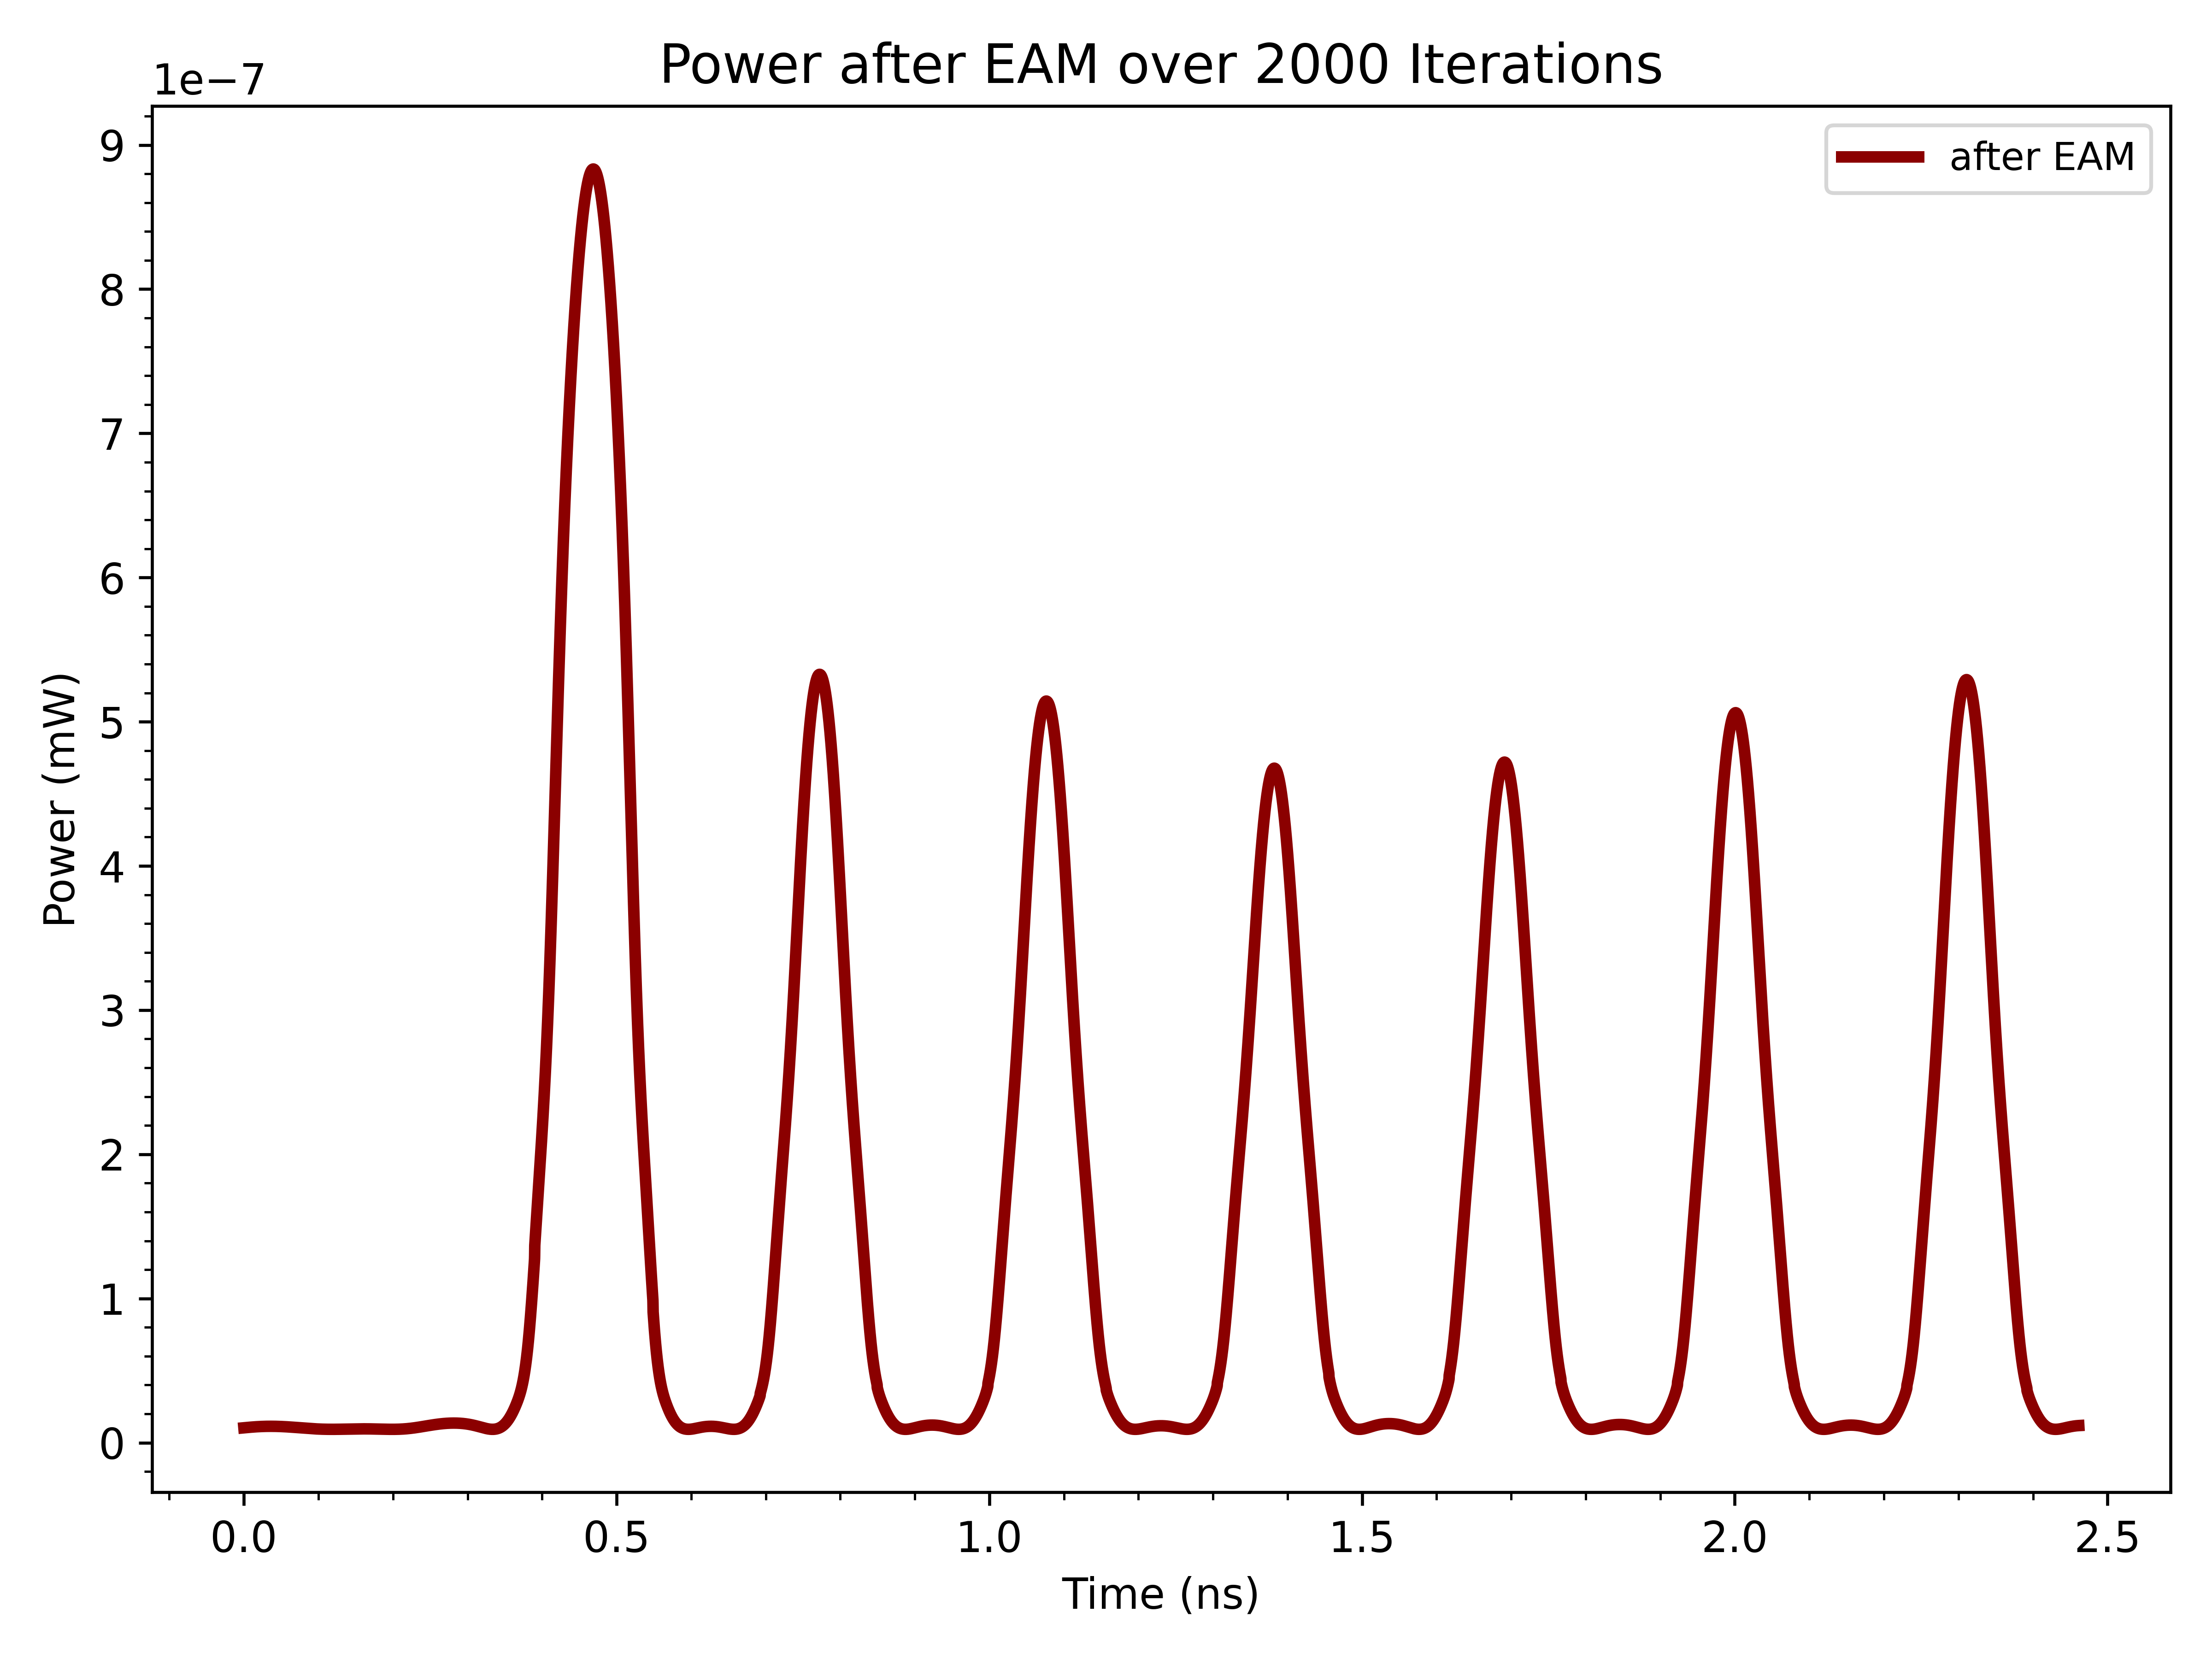 Power after EAM over 2000 Iterations
1e−7
9
8
7
6
5
4
3
2
1
0
Power (mW)
after EAM
0.0 0.5 1.0 1.5 2.0 2.5
Time (ns)